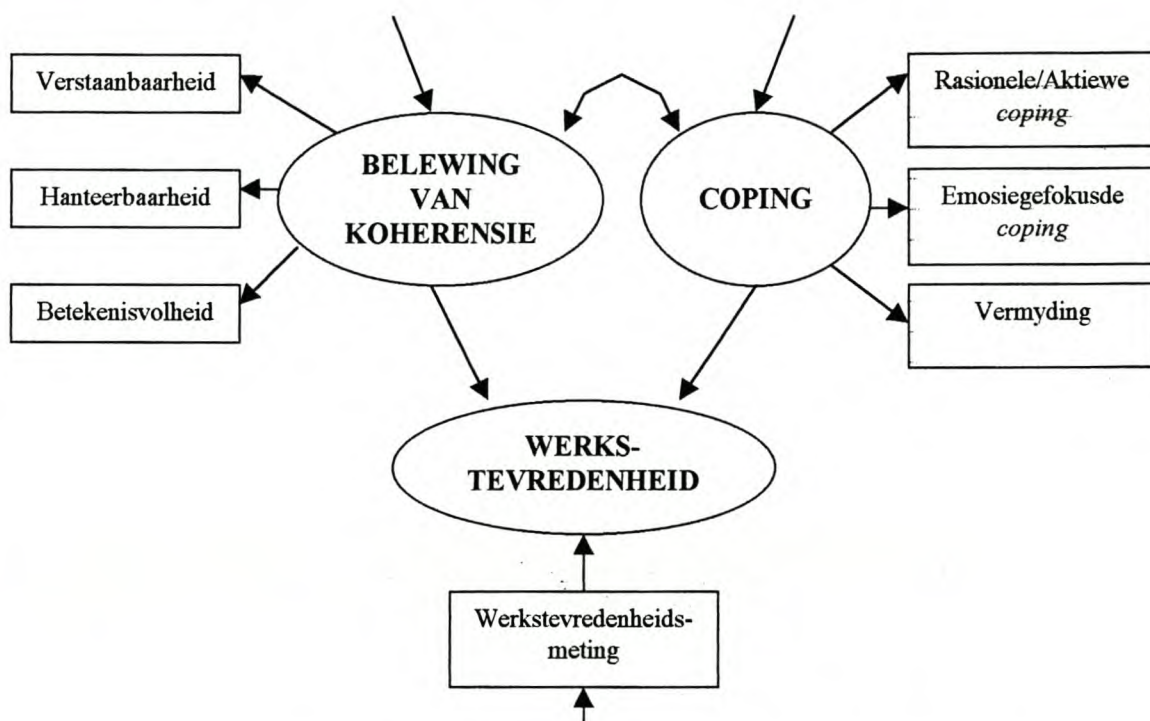 Verstaanbaarheid
Hanteerbaarheid
Betekenisvolheid
BELEWING
VAN
KOHERENSIE
COPING
Rasionele/Aktiewe
coping
Emosiegefokusde
coping
Vermyding
WERKS-
TEVREDENHEID
Werkstevredenheids-
meting